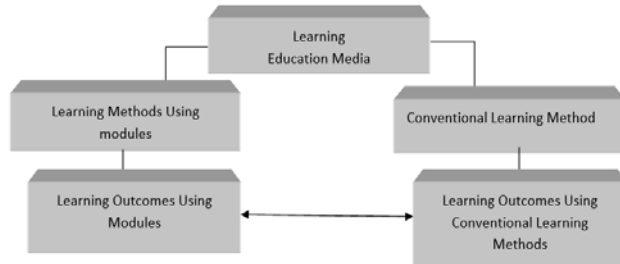 Learning
Education Media
Learning Methods Using
modules
Conventional Learning Method
Learning Outcomes Using
Modules
Learning Outcomes Using
Conventional Learning
Methods